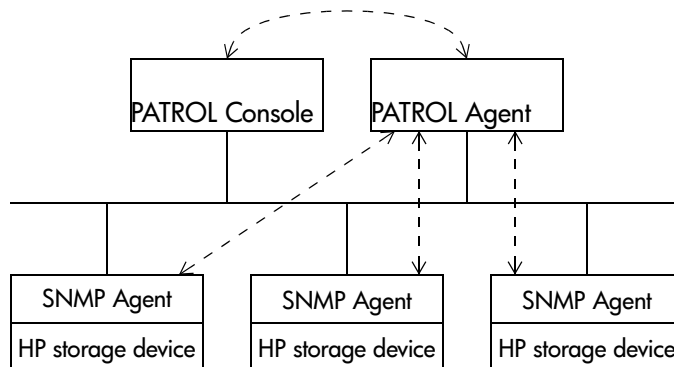 PATROL Console
PATROL Agent
SNMP Agent
SNMP Agent
SNMP Agent
HP storage device
HP storage device
HP storage device